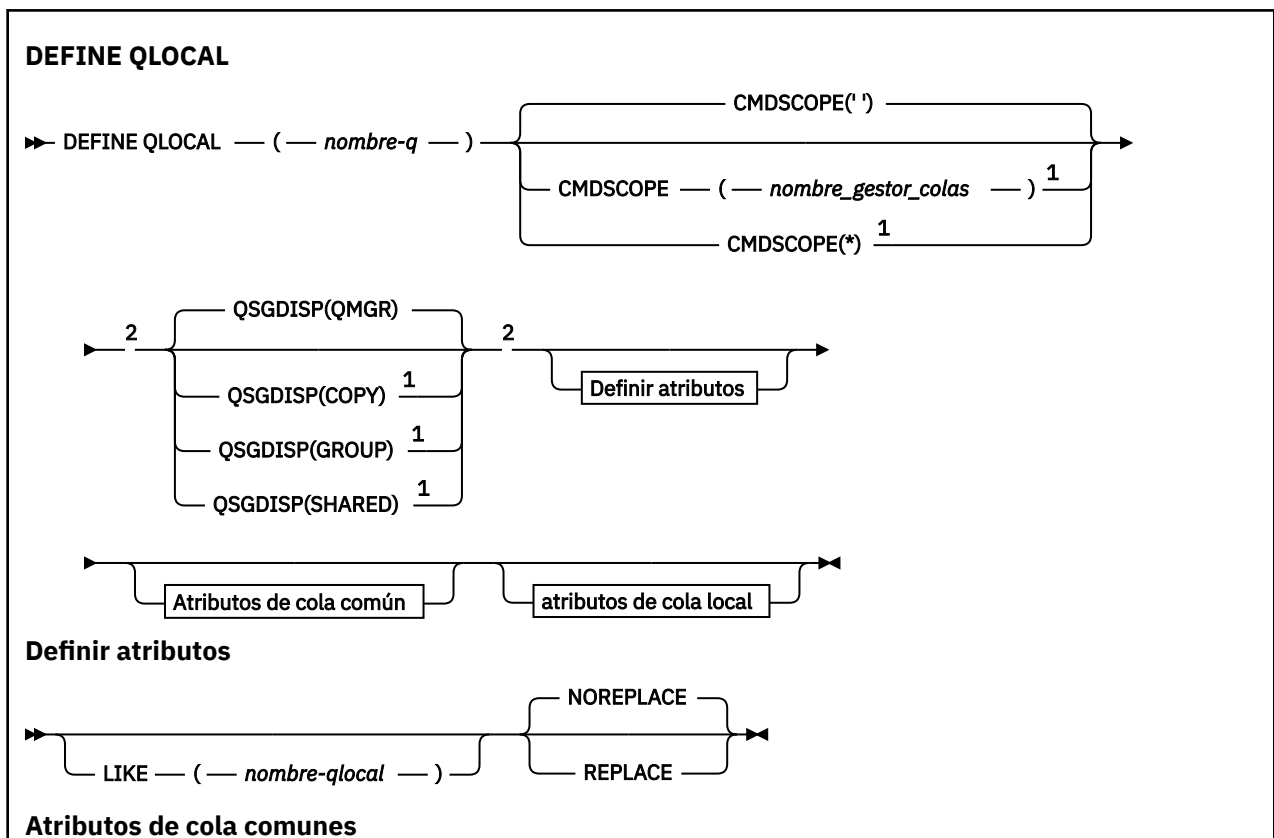 DEFINE QLOCAL
CMDSCOPE(' ')
DEFINE QLOCAL ( nombre-q )
CMDSCOPE ( nombre_gestor_colas ) 1
CMDSCOPE(*) 1
QSGDISP(QMGR)
2 2
QSGDISP(COPY) 1
Definir atributos
QSGDISP(GROUP) 1
QSGDISP(SHARED) 1
Atributos de cola común atributos de cola local
Definir atributos
NOREPLACE
LIKE ( nombre-qlocal ) REPLACE
Atributos de cola comunes